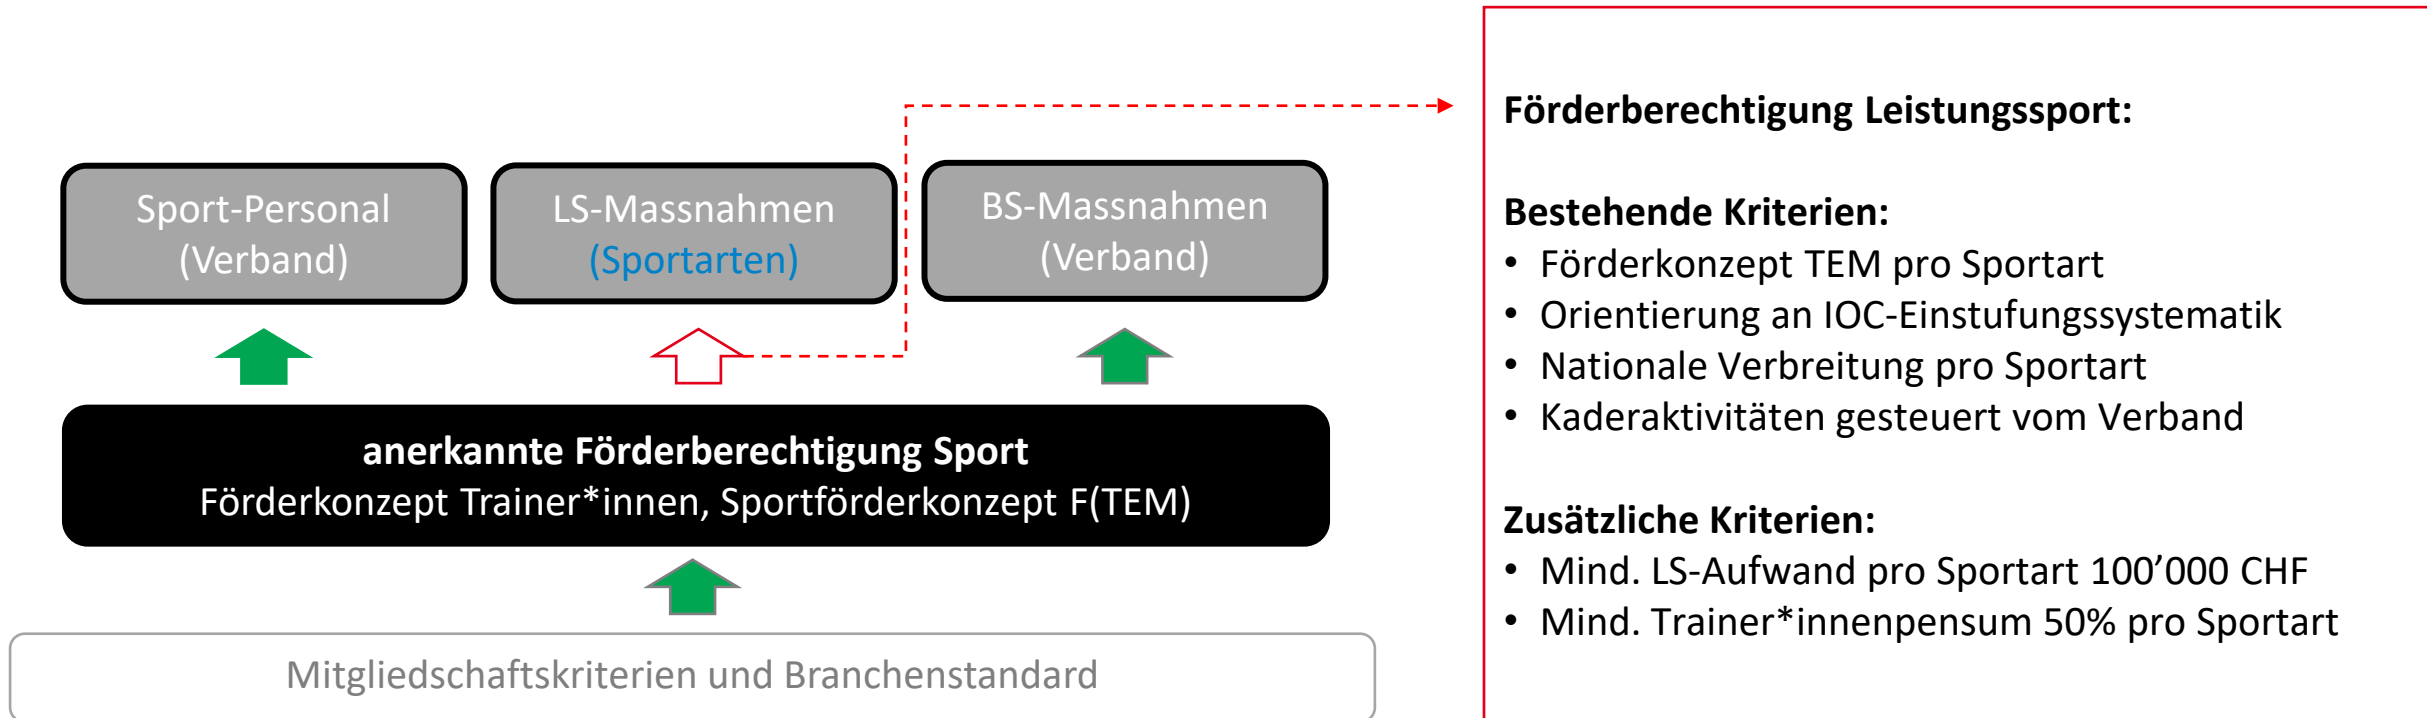 Sport-Personal
(Verband)
LS-Massnahmen
(Sportarten)
BS-Massnahmen
(Verband)
anerkannte Förderberechtigung Sport
Förderkonzept Trainer*innen, Sportförderkonzept F(TEM)
Mitgliedschaftskriterien und Branchenstandard
Förderberechtigung Leistungssport:
Bestehende Kriterien:
• Förderkonzept TEM pro Sportart
• Orientierung an IOC-Einstufungssystematik
• Nationale Verbreitung pro Sportart
• Kaderaktivitäten gesteuert vom Verband
Zusätzliche Kriterien:
• Mind. LS-Aufwand pro Sportart 100’000 CHF
• Mind. Trainer*innenpensum 50% pro Sportart